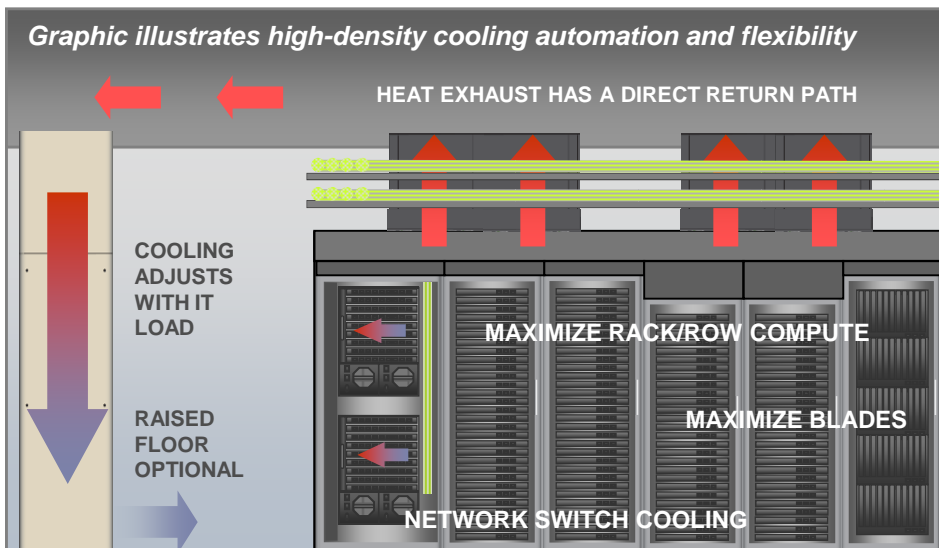 Graphic illustrates high-density cooling automation and flexibility
HEAT EXHAUST HAS A DIRECT RETURN PATH
COOLING
ADJUSTS
WITH IT
LOAD
MAXIMIZE RACK/ROW COMPUTE
RAISED
FLOOR
OPTIONAL
MAXIMIZE BLADES
NETWORK SWITCH COOLING